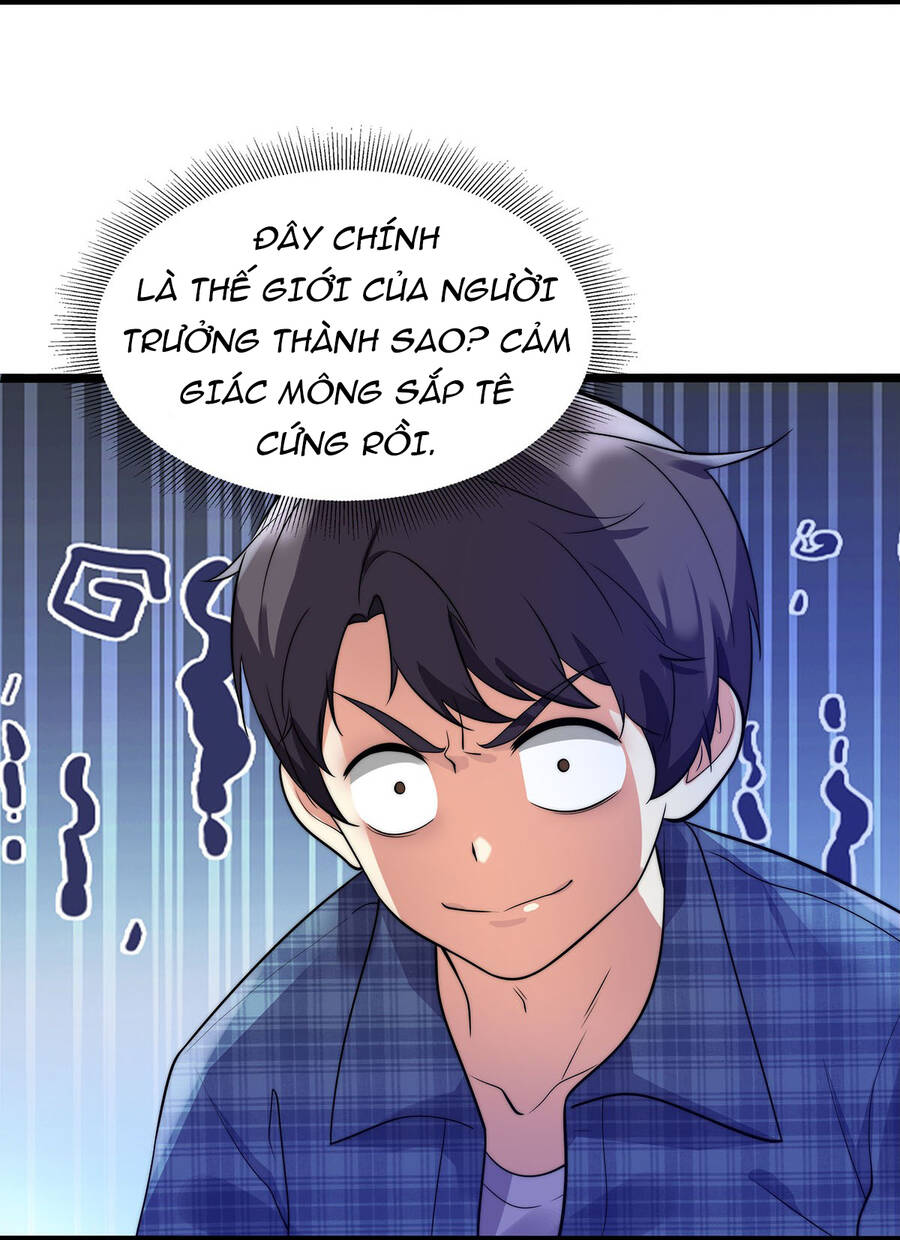 ĐÂY CHÍNH
LÀ THẾ GIỚI CỦA NGƯỜI
TRƯỞNG THÀNH SAO? CẢM
GIÁC MÔNG SẮP TÊ
CỨNG RỒI.